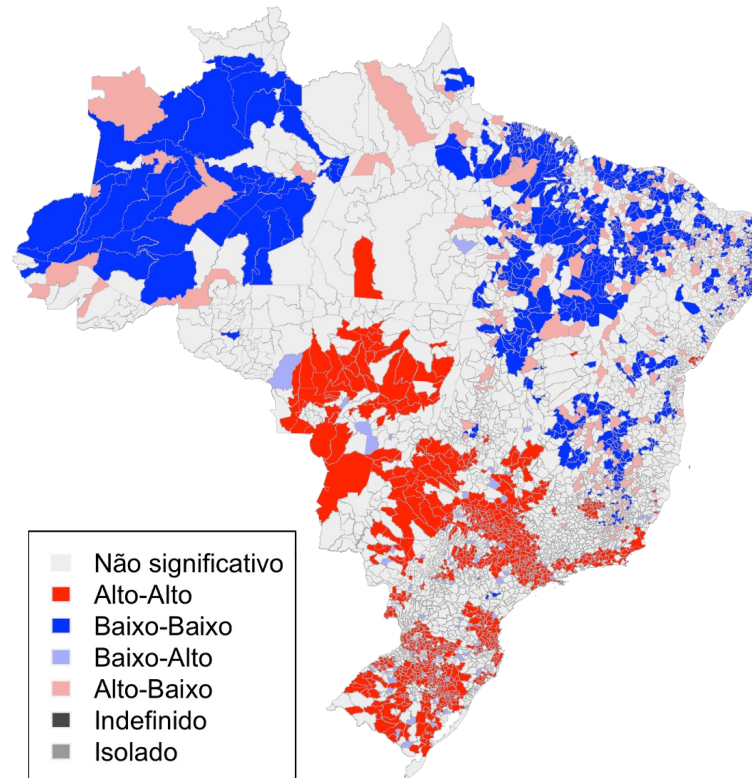 Não significativo
Alto-Alto
Baixo-Baixo
Baixo-Alto
Alto-Baixo
Indefinido
Isolado